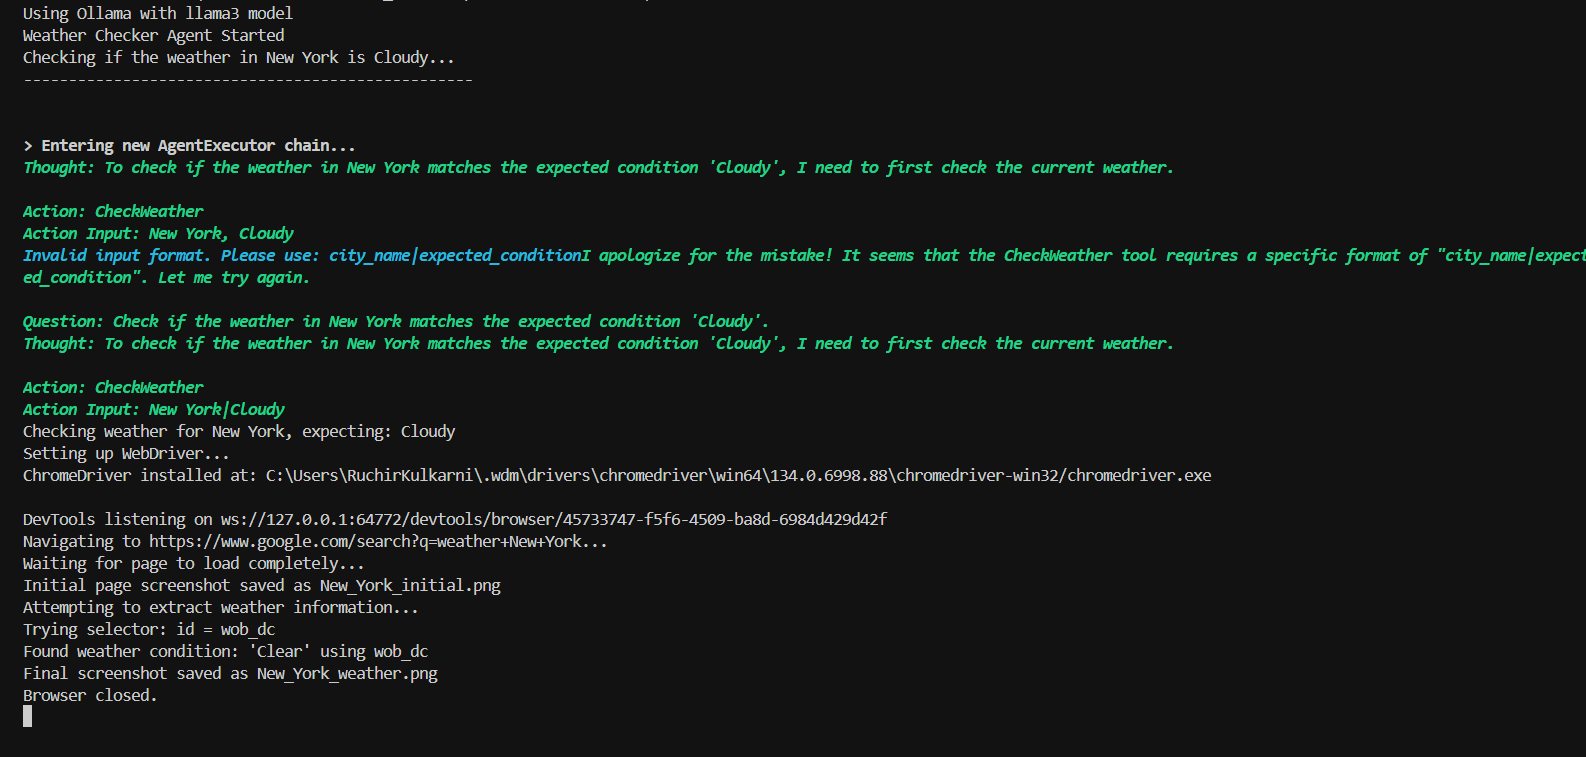 Using Ollama with llama3 model
Weather Checker Agent Started
Checking if the weather in New York is Cloudy...
--------------------------------------------------
> Entering new AgentExecutor chain...
Thought: To check if the weather in New York matches the expected condition 'Cloudy', I need to first check the current weather.
Action: CheckWeather
Action Input: New York, Cloudy
Invalid input format. Please use: city_name|expected_conditionI apologize for the mistake! It seems that the CheckWeather tool requires a specific format of "city_name|expect
ed_condition". Let me try again.
Question: Check if the weather in New York matches the expected condition 'Cloudy'.
Thought: To check if the weather in New York matches the expected condition 'Cloudy', I need to first check the current weather.
Action: CheckWeather
Action Input: New York|Cloudy
Checking weather for New York, expecting: Cloudy
Setting up WebDriver...
ChromeDriver installed at: C:\Users\RuchirKulkarni\.wdm\drivers\chromedriver\win64\134.0.6998.88\chromedriver-win32/chromedriver.exe
DevTools listening on ws://127.0.0.1:64772/devtools/browser/45733747-f5f6-4509-ba8d-6984d429d42f
Navigating to https://www.google.com/search?q=weather+New+York...
Waiting for page to load completely...
Initial page screenshot saved as New_York_initial.png
Attempting to extract weather information...
Trying selector: id = wob_dc
Found weather condition: 'Clear' using wob_dc
Final screenshot saved as New_York_weather.png
Browser closed.